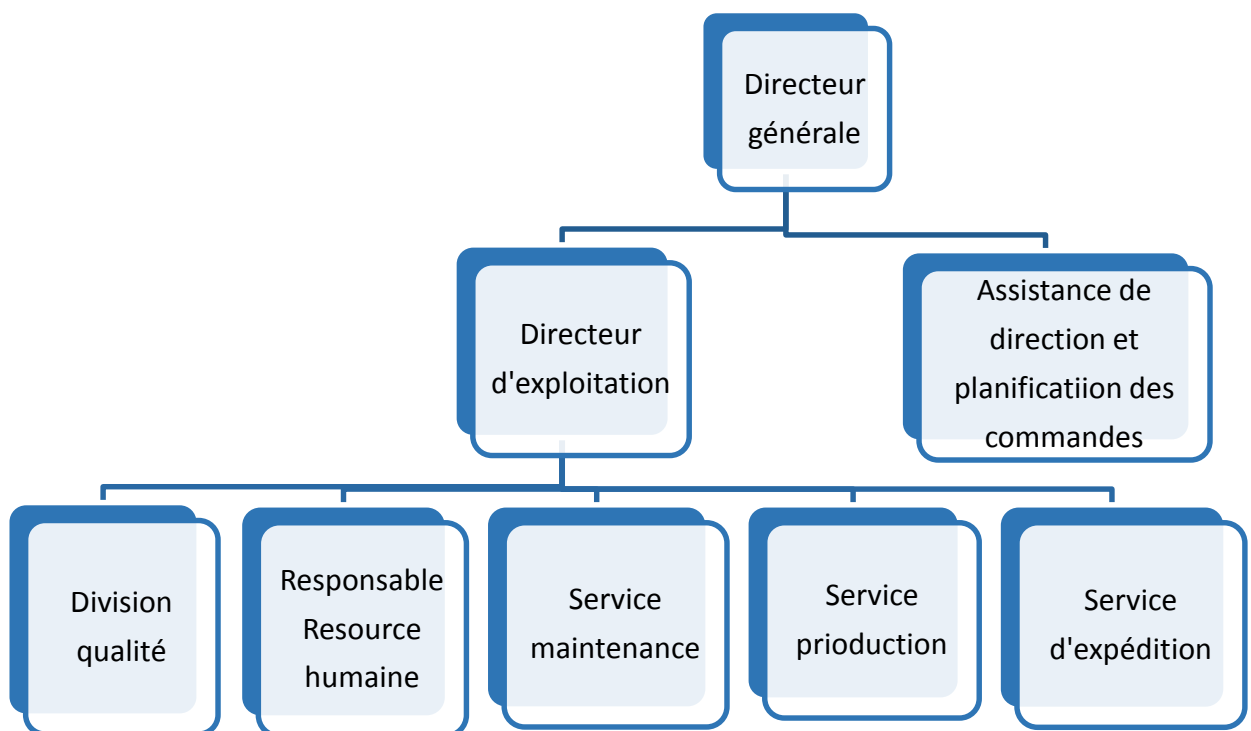 Directeur
générale
Directeur
d'exploitation
Assistance de
direction et
planificatiion des
commandes
Division
qualité
Responsable
Resource
humaine
Service
maintenance
Service
prioduction
Service
d'expédition